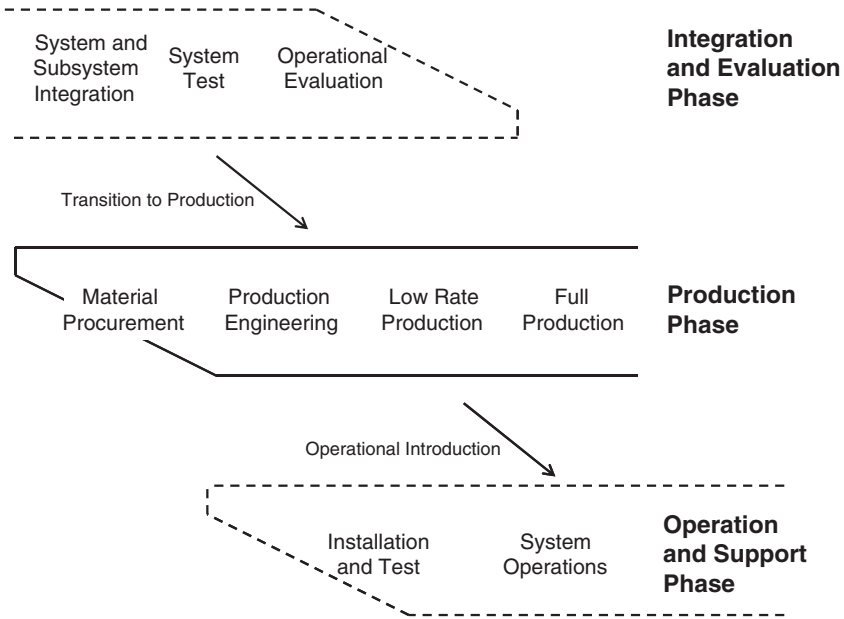 System and
Subsystem
Integration
System
Test
Operational
Evaluation
Integration
and Evaluation
Phase
Transition to Production
Material
Procurement
Production
Engineering
Low Rate
Production
Full
Production
Production
Phase
Operational Introduction
Installation
and Test
System
Operations
Operation
and Support
Phase